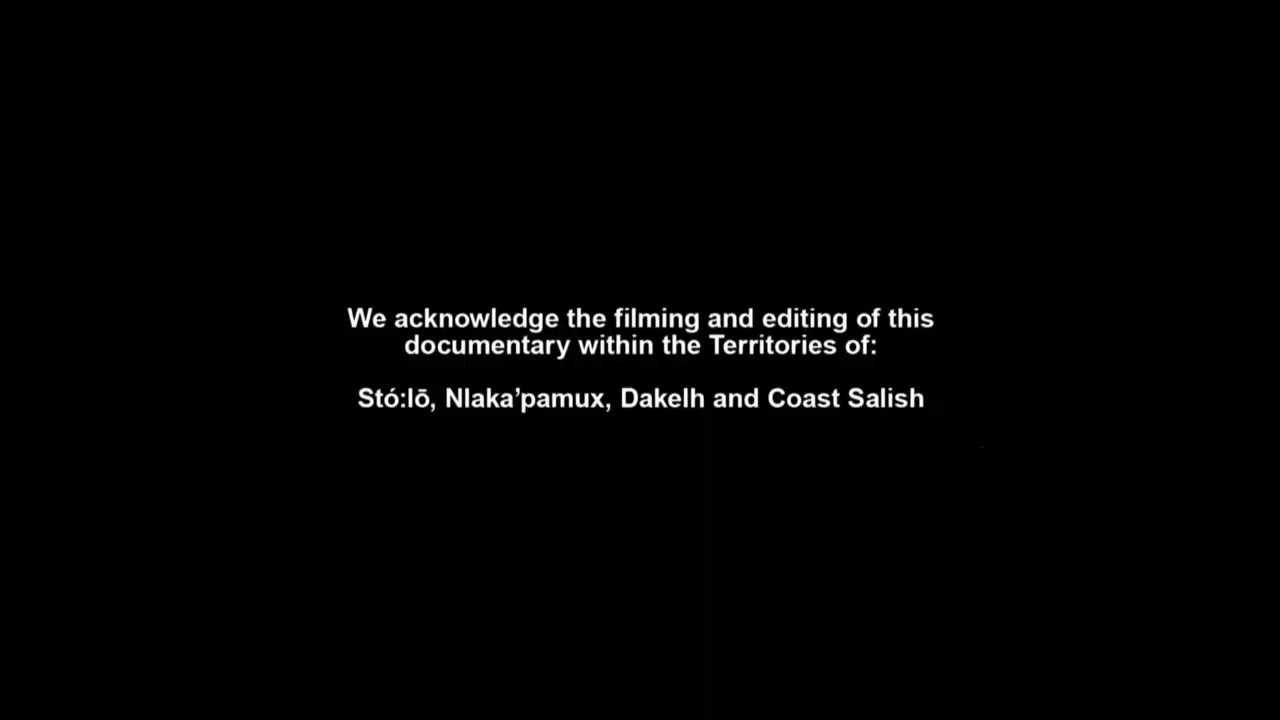 We acknowledge the filming and editing of this
documentary within the Territories of:
Stó:lō, Nlaka’pamux, Dakelh and Coast Salish